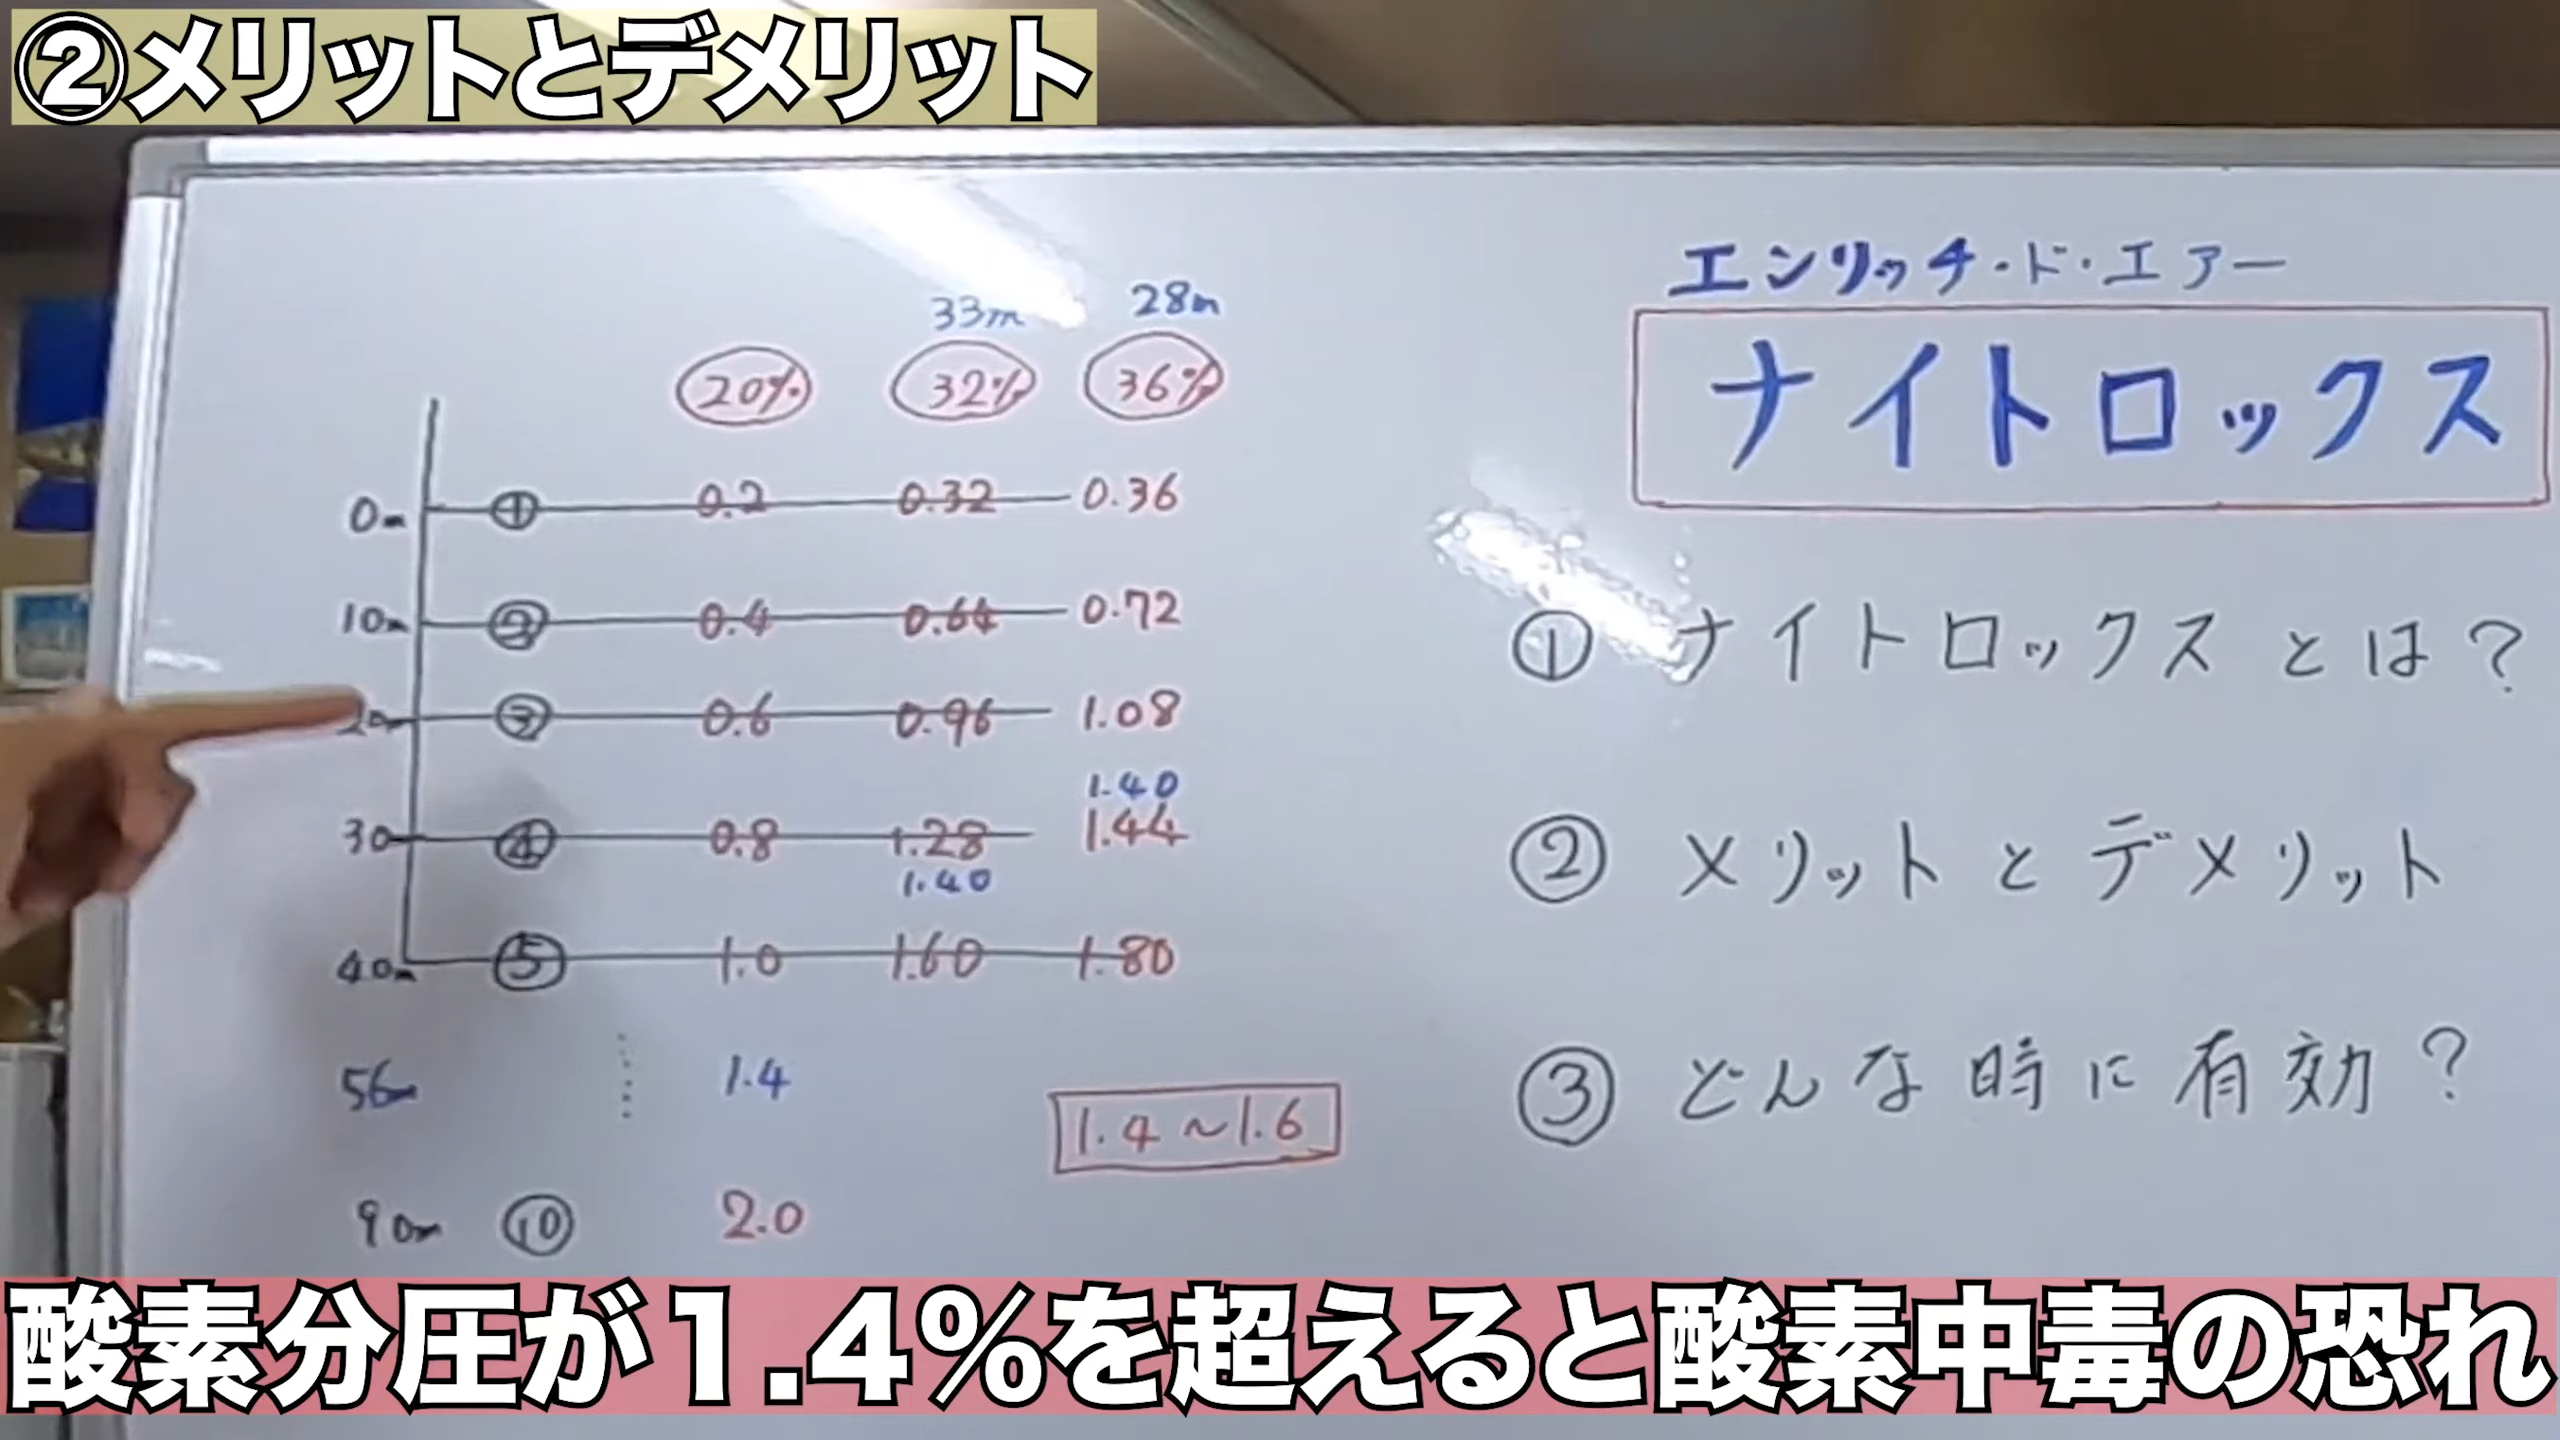 ②メリットとデメリット
エンリッチ・ド・エアー
ナイトロックス
33m 28m
20% 32% 36%
0m ① 0.2 0.32 0.36
10m ② 0.4 0.64 0.72
20m ③ 0.6 0.96 1.08
1.40
30 ④ 0.8 1.28 1.44
1.40
40m ⑤ 1.0 1.60 1.80
56m 1.4
1.4～1.6
90m ⑩ 2.0
① ナイトロックスとは？
② メリットとデメリット
③ どんな時に有効？
酸素分圧が1.4%を超えると酸素中毒の恐れ